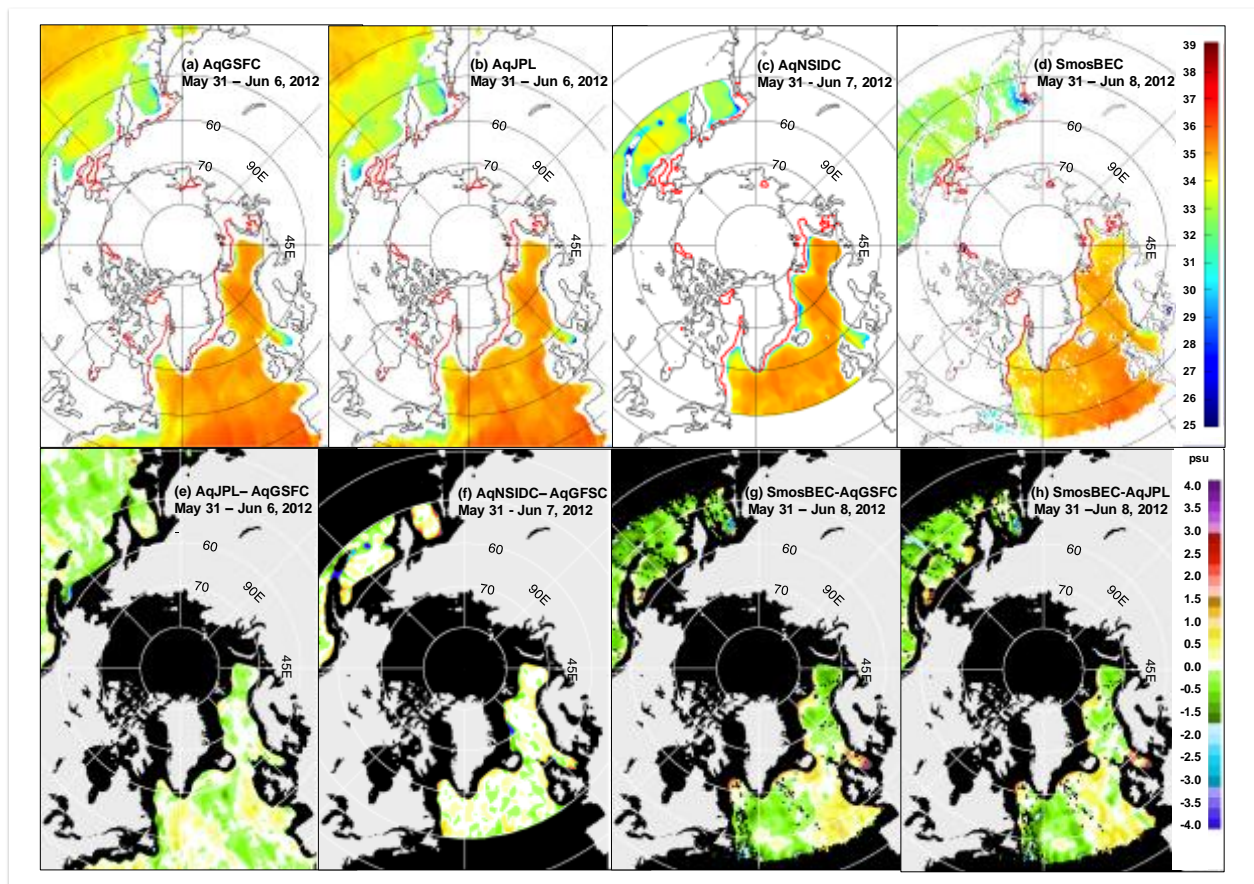 (a) AqGSFC
May 31 – Jun 6, 2012
60
70
90E
45E
(b) AqJPL
May 31 – Jun 6, 2012
60
70
90E
45E
(c) AqNSIDC
May 31 - Jun 7, 2012
60
70
90E
45E
(d) SmosBEC
May 31 – Jun 8, 2012
60
70
90E
45E
39
38
37
36
35
34
33
32
31
30
29
28
27
26
25
(e) AqJPL– AqGSFC
May 31 – Jun 6, 2012
60
70
90E
45E
(f) AqNSIDC– AqGFSC
May 31 - Jun 7, 2012
60
70
90E
45E
(g) SmosBEC-AqGSFC
May 31 – Jun 8, 2012
60
70
90E
45E
(h) SmosBEC-AqJPL
May 31 –Jun 8, 2012
60
70
90E
45E
psu
4.0
3.5
3.0
2.5
2.0
1.5
1.0
0.5
0.0
-0.5
-1.5
-2.0
-2.5
-3.0
-3.5
-4.0